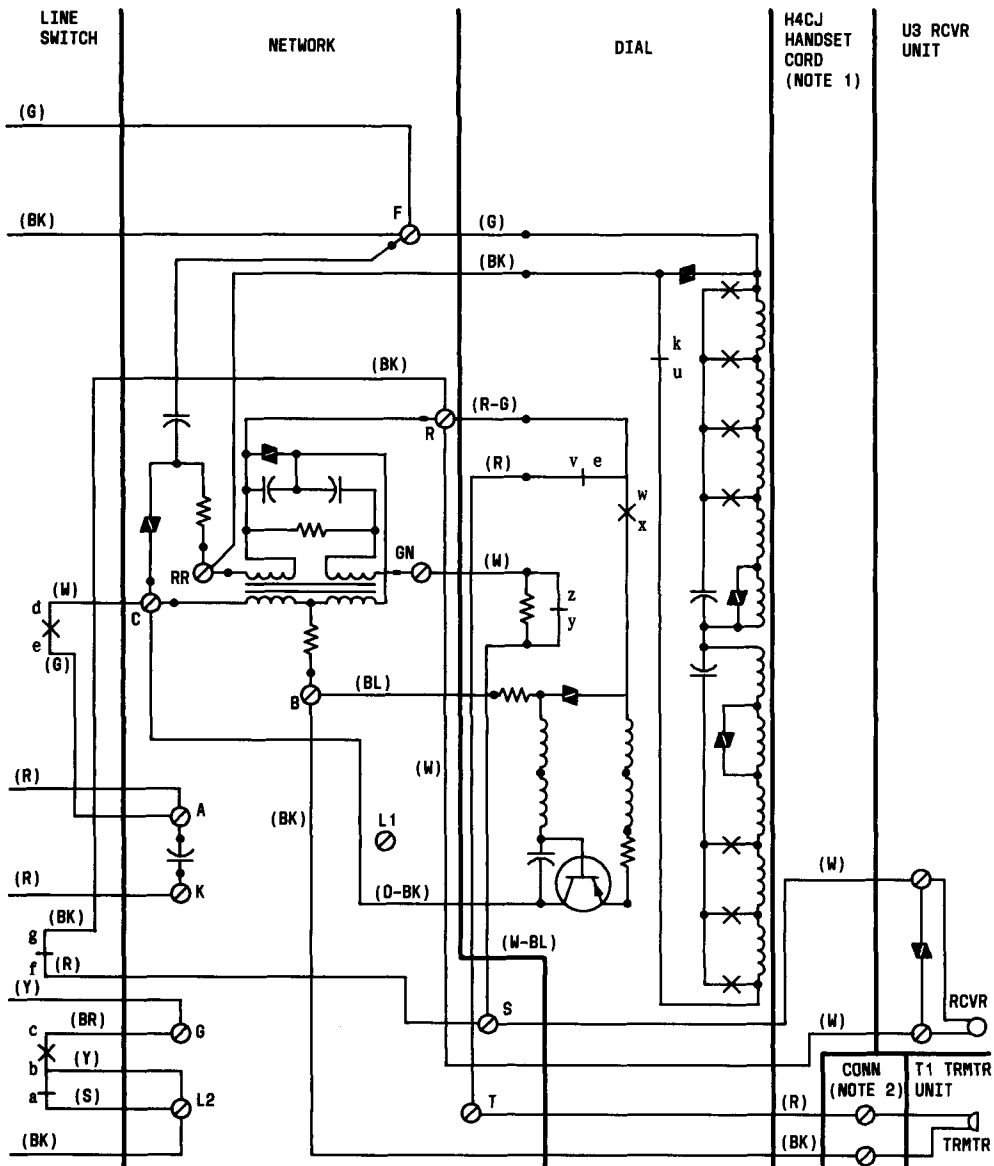 LINE
SWITCH
NETWORK
DIAL
H4CJ
HANDSET
CORD
(NOTE 1)
U3 RCVR
UNIT
(G)
(BK)
F
(G)
(BK)
k
u
(BK)
R
(R-G)
(R)
v e
w
x
RR
GN
(W)
z
y
d
(W)
C
e
(G)
B
(BL)
(R)
A
(BK)
L1
(W)
(R)
K
(O-BK)
(W)
(BK)
g
f
(R)
(W-BL)
(Y)
(BR)
G
S
(W)
RCVR
c
b
(Y)
a
(S)
L2
CONN
(NOTE 2)
T1 TRMTR
UNIT
T
(R)
(BK)
(BK)
TRMTR